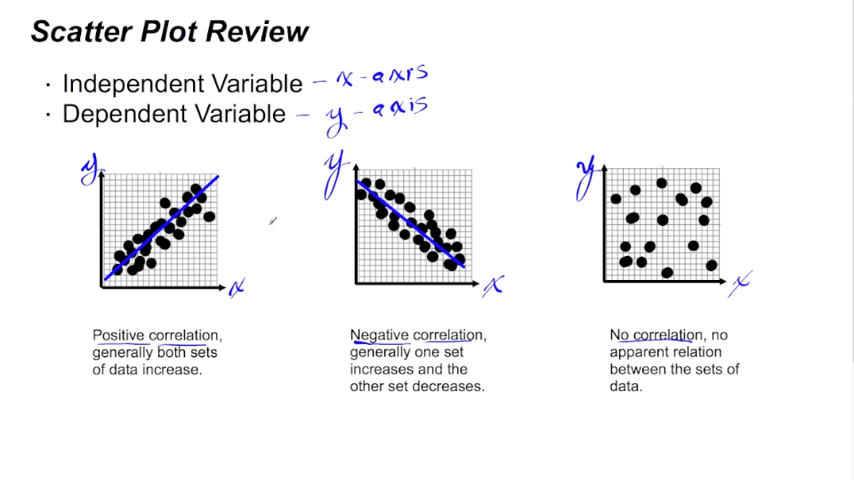 Scatter Plot Review
· Independent Variable – x-axis
· Dependent Variable – y-axis
y
x
y
x
y
x
Positive correlation,
generally both sets
of data increase.
Negative correlation,
generally one set
increases and the
other set decreases.
No correlation, no
apparent relation
between the sets of
data.